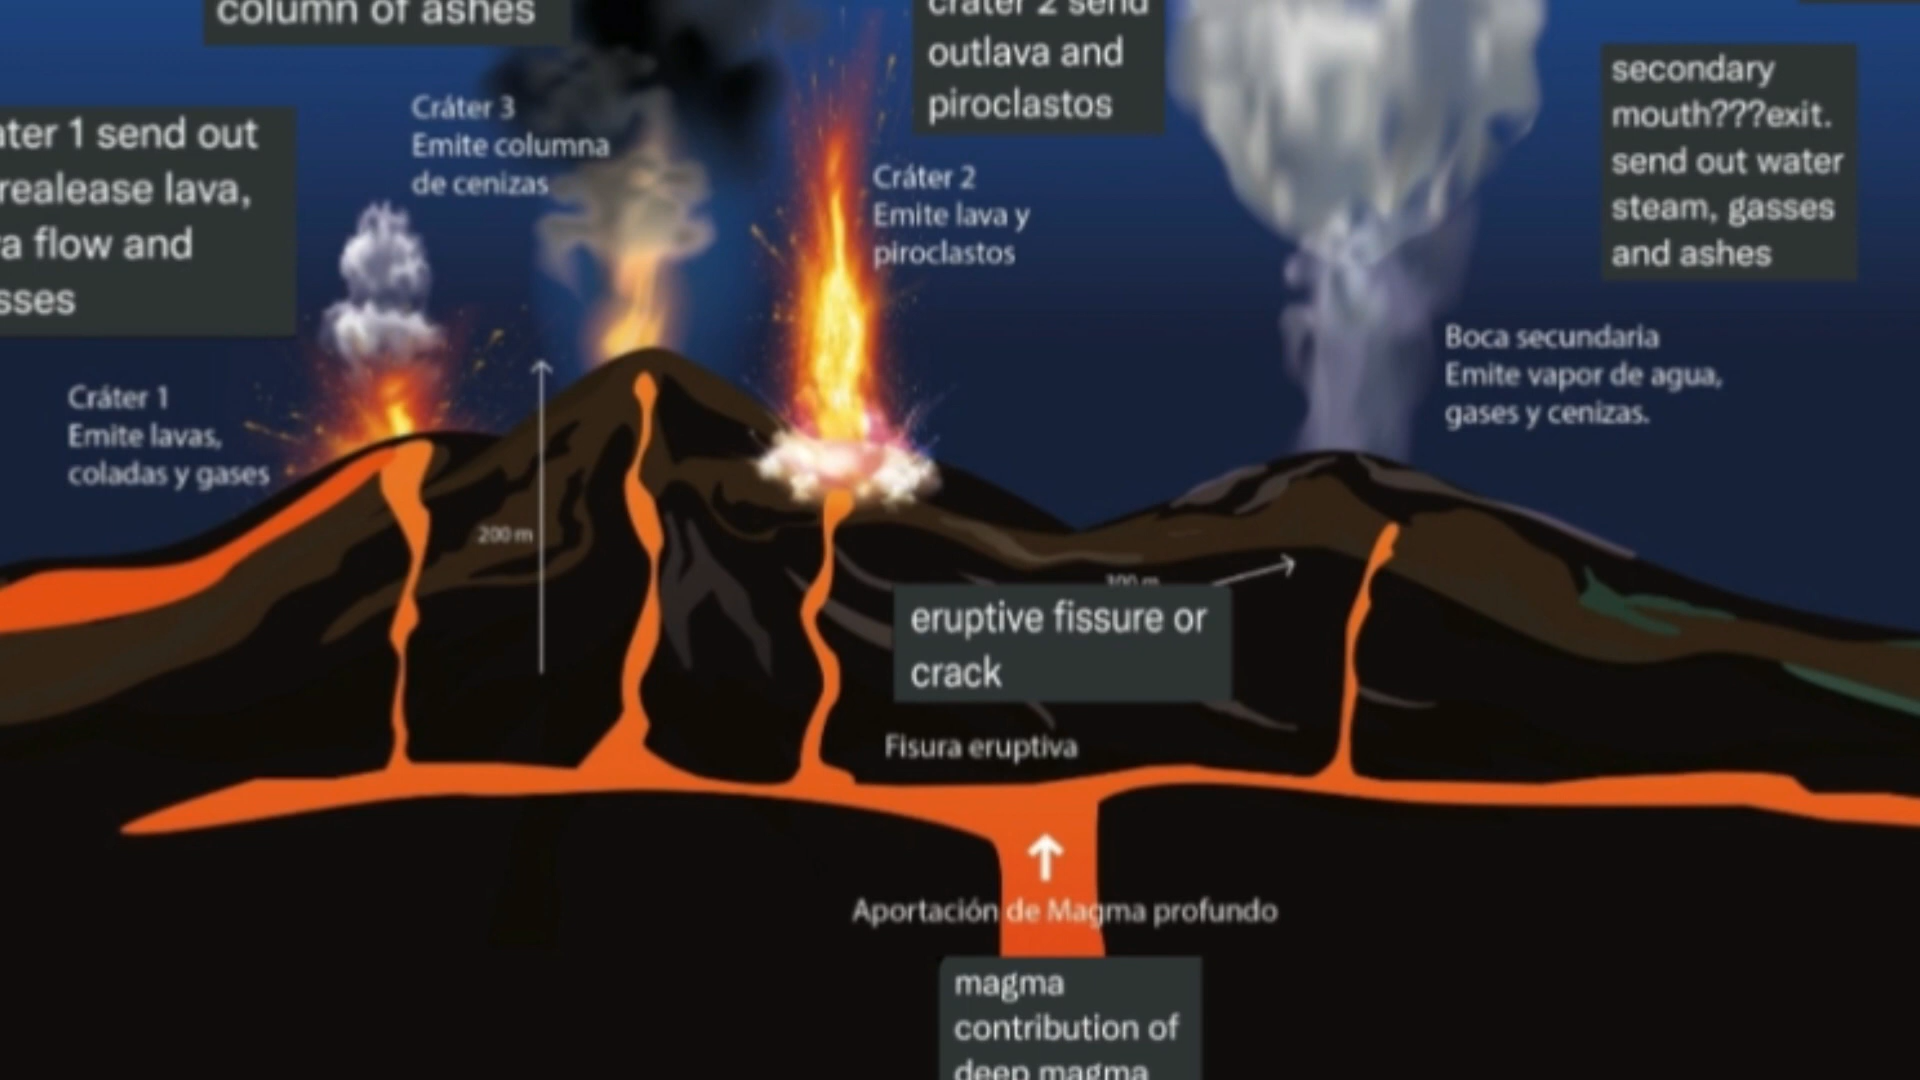 column of ashes
crater 2 send
outlava and
piroclastos
secondary
mouth???exit.
send out water
steam, gasses
and ashes
ater 1 send out
realease lava,
a flow and
sses
Cráter 3
Emite columna
de cenizas
Cráter 2
Emite lava y
piroclastos
Boca secundaria
Emite vapor de agua,
gases y cenizas.
Cráter 1
Emite lavas,
coladas y gases
200 m
eruptive fissure or
crack
Fisura eruptiva
Aportación de Magma profundo
magma
contribution of
deep magma